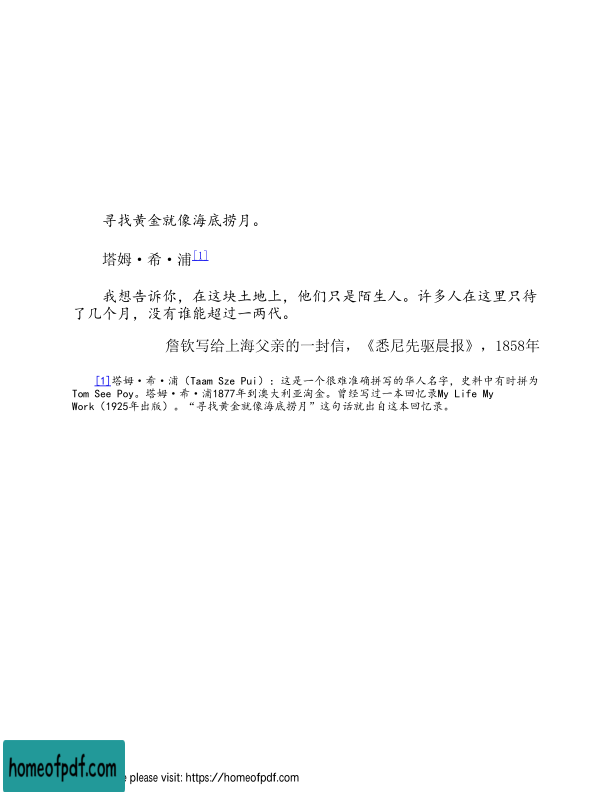 寻找黄金就像海底捞月。
塔姆·希·浦[1]
我想告诉你，在这块土地上，他们只是陌生人。许多人在这里只待
了几个月，没有谁能超过一两代。
詹钦写给上海父亲的一封信，《悉尼先驱晨报》，1858年
[1]塔姆·希·浦（Taam Sze Pui）：这是一个很难准确拼写的华人名字，史料中有时拼为
Tom See Poy。塔姆·希·浦1877年到澳大利亚淘金。曾经写过一本回忆录My Life My
Work（1925年出版）。“寻找黄金就像海底捞月”这句话就出自这本回忆录。
homeofpdf.com
e please visit: https://homeofpdf.com